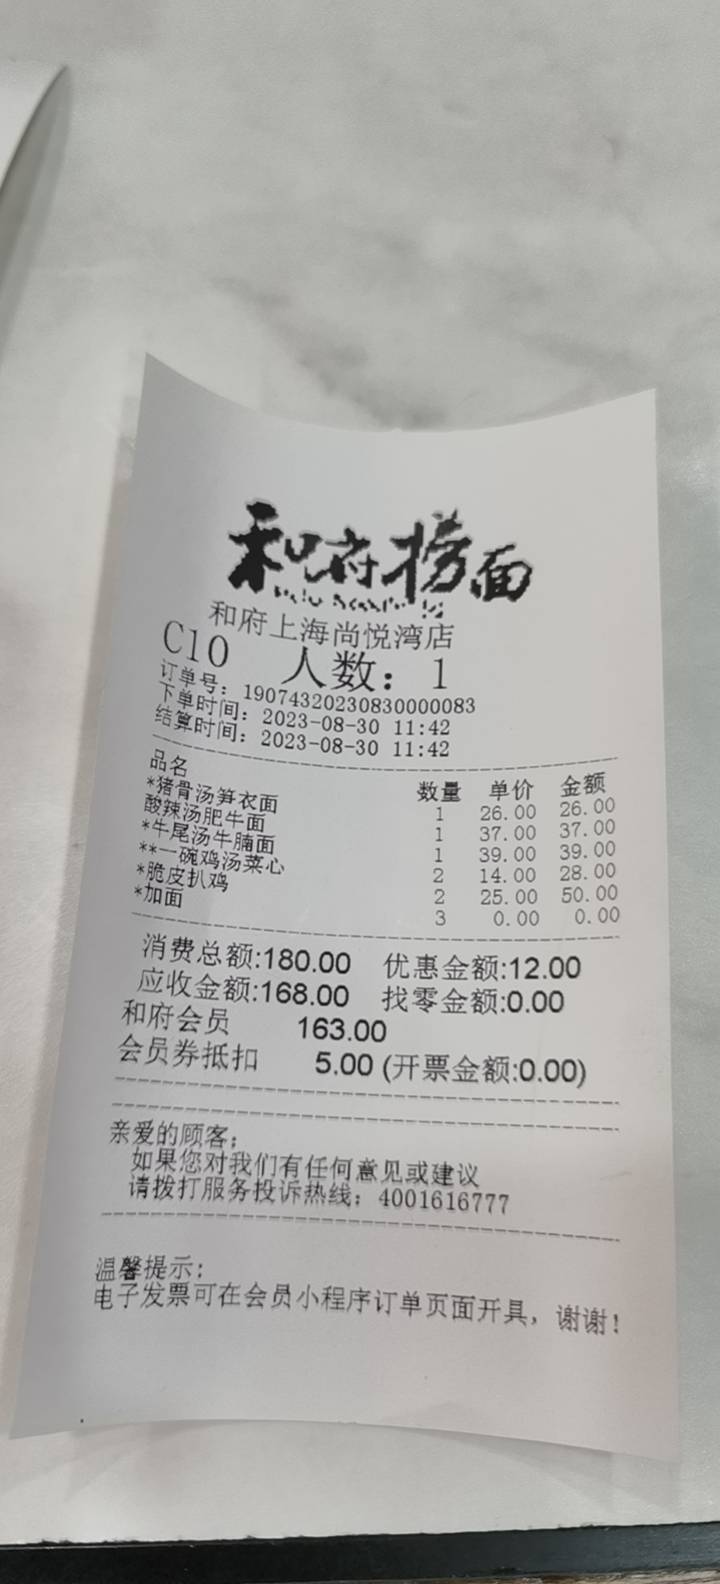 和府捞面
和府上海尚悦湾店
C10 人数：1
订单号：19074320230830000083
下单时间：2023-08-30 11:42
结算时间：2023-08-30 11:42
品名 数量 单价 金额
*猪骨汤笋衣面 1 26.00 26.00
酸辣汤肥牛面 1 37.00 37.00
*牛尾汤牛腩面 1 39.00 39.00
**一碗鸡汤菜心 2 14.00 28.00
*脆皮扒鸡 2 25.00 50.00
*加面 3 0.00 0.00
消费总额:180.00 优惠金额:12.00
应收金额:168.00 找零金额:0.00
和府会员 163.00
会员券抵扣 5.00 (开票金额:0.00)
亲爱的顾客：
如果您对我们有任何意见或建议
请拨打服务投诉热线：4001616777
温馨提示：
电子发票可在会员小程序订单页面开具，谢谢！